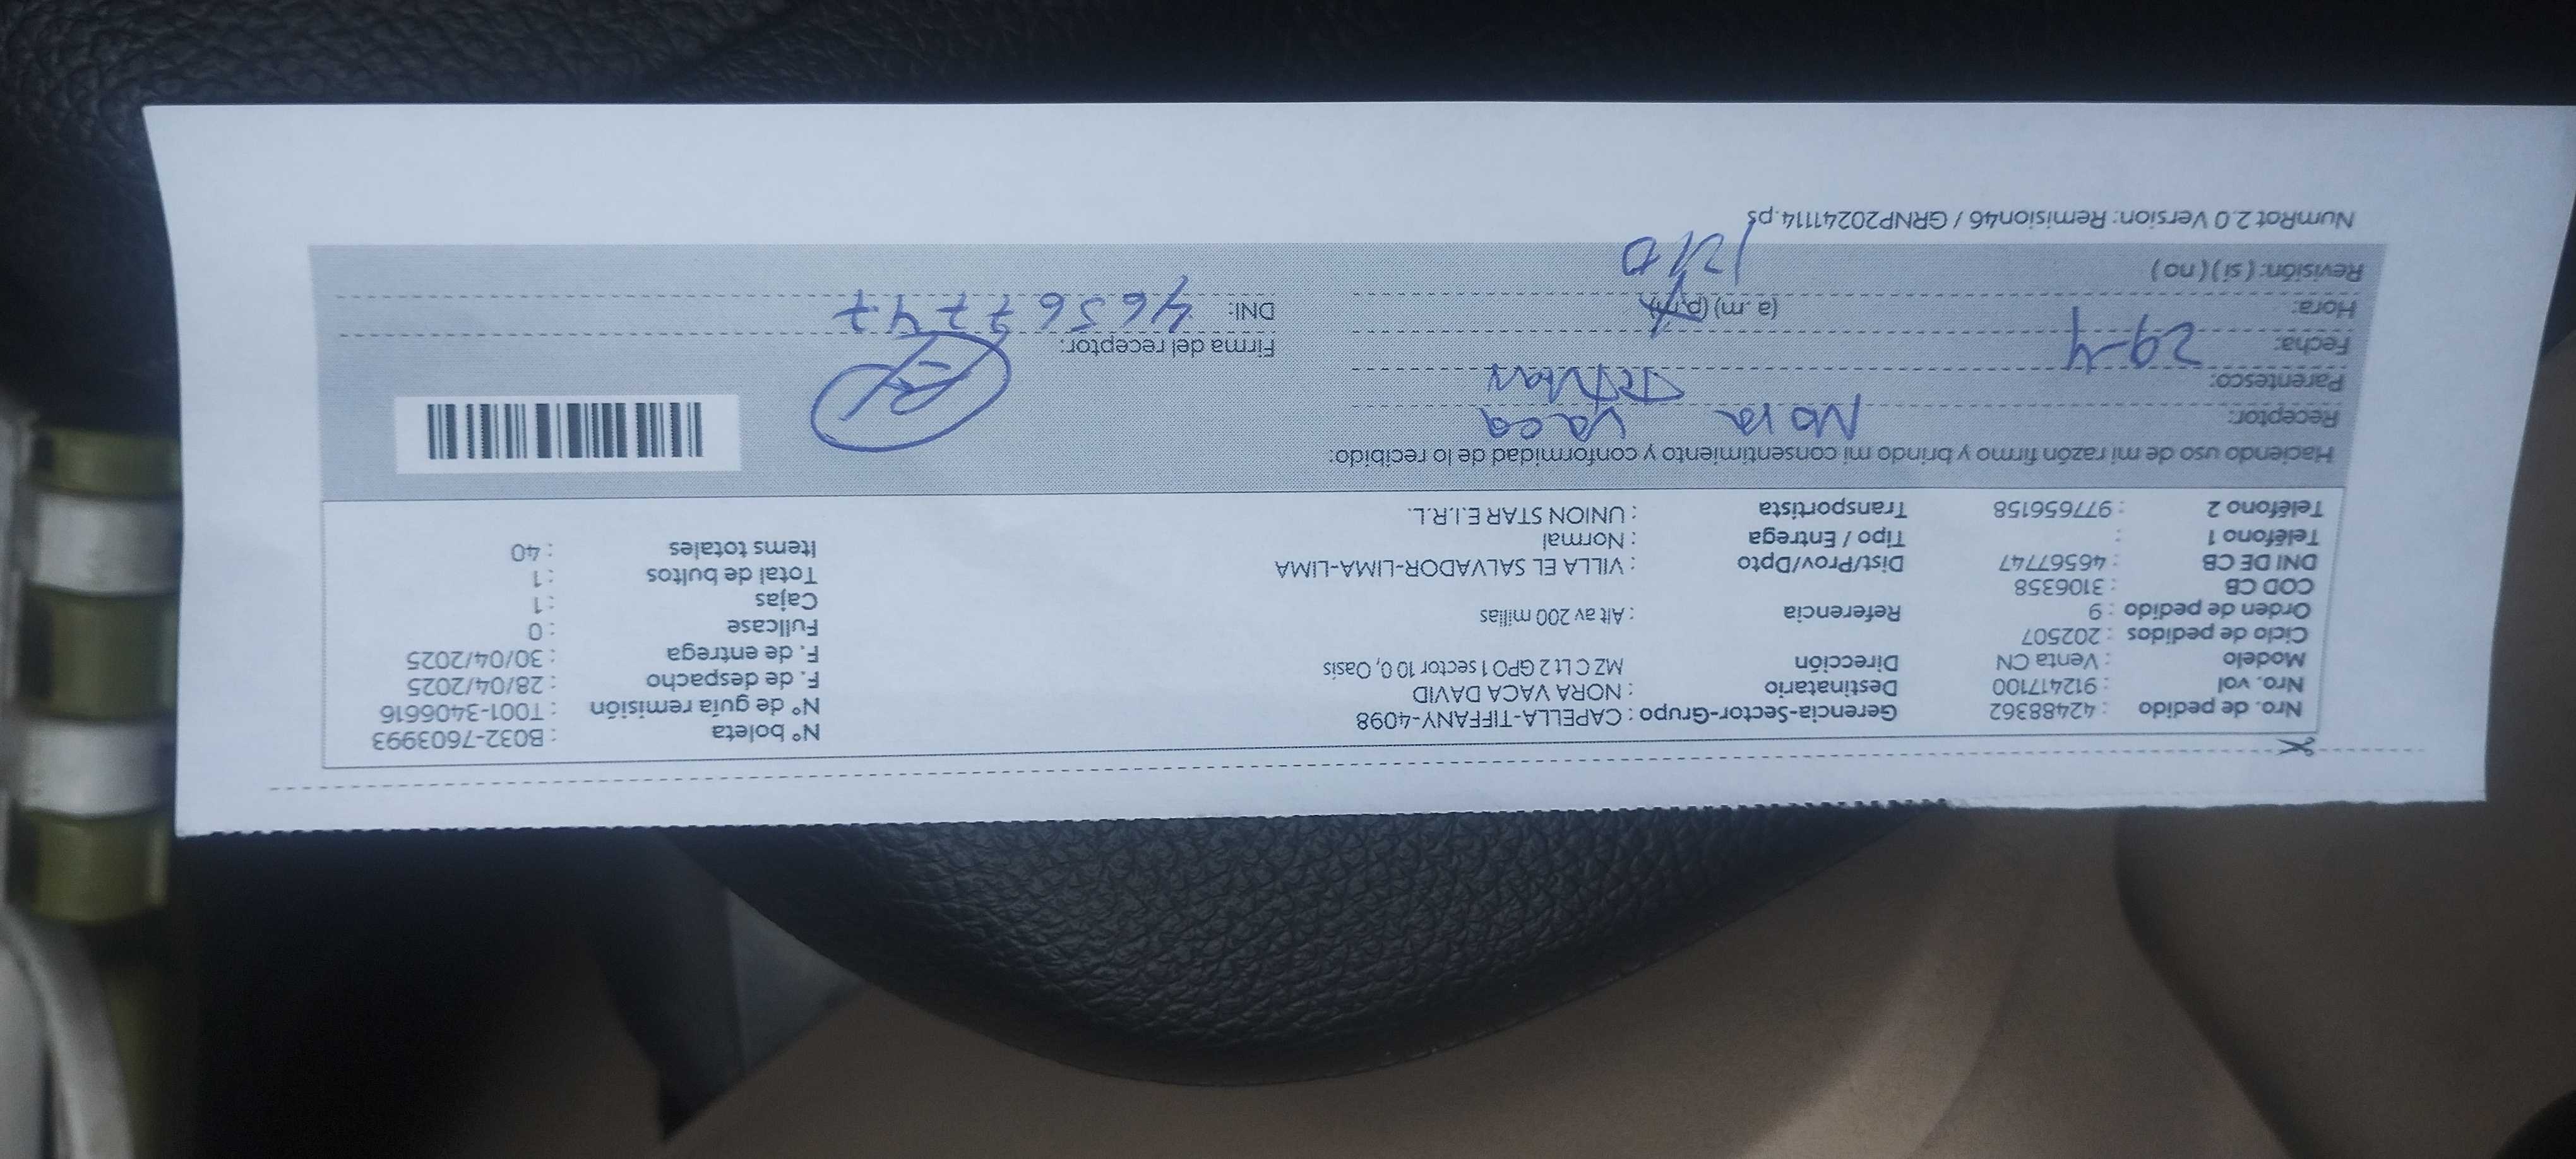 Nro. de pedido : 42488362 Gerencia-Sector-Grupo : CAPELLA-TIFFANY-4098 N° boleta : B032-7603993
Nro. vol : 912417100 Destinatario : NORA VACA DAVID N° de guía remisión : T001-3406616
Modelo : Venta CN Dirección MZ C Lt 2 GPO 1 sector 10 0, Oasis F. de despacho : 28/04/2025
Ciclo de pedidos : 202507 F. de entrega : 30/04/2025
Orden de pedido : 9 Referencia : Alt av 200 millas Fullcase : 0
COD CB : 3106358 Cajas : 1
DNI DE CB : 46567747 Dist/Prov/Dpto : VILLA EL SALVADOR-LIMA-LIMA Total de bultos : 1
Teléfono 1 : Tipo / Entrega : Normal Items totales : 40
Teléfono 2 : 977656158 Transportista : UNION STAR E.I.R.L.
Haciendo uso de mi razón firmo y brindo mi consentimiento y conformidad de lo recibido:
Receptor: Nora Vaca
Parentesco: Titular
Fecha: 29-4 Firma del receptor:
Hora: (a.m) (p.m) DNI: 46567747
Revisión: ( si ) ( no ) 1210
NumRot 2.0 Version: Remision46 / GRNP20241114.ps